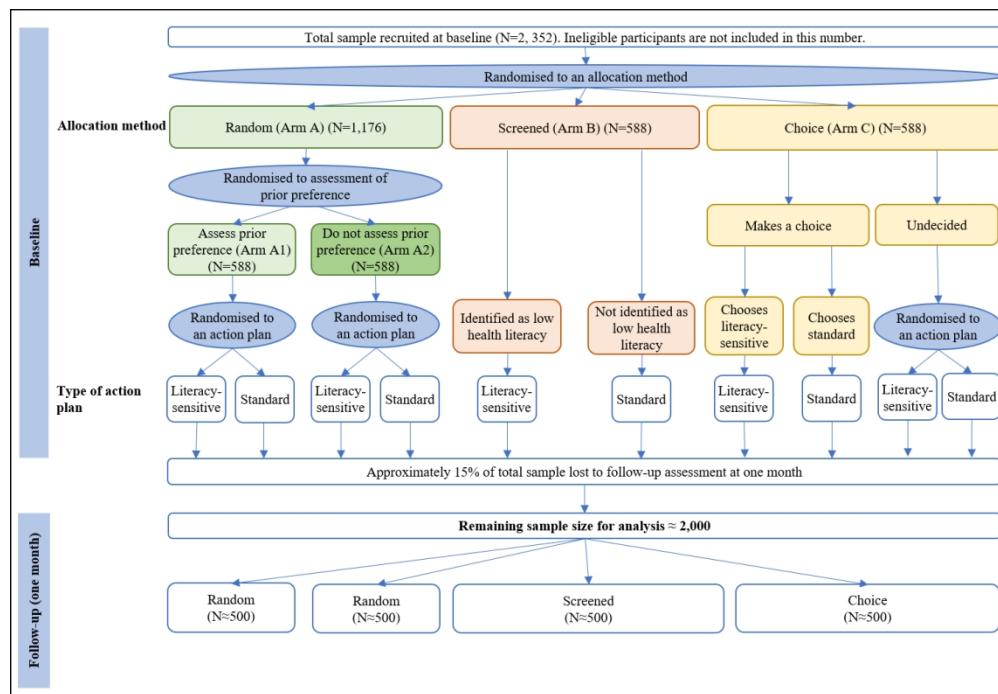 Total sample recruited at baseline (N=2, 352). Ineligible participants are not included in this number.
Randomised to an allocation method
Baseline
Allocation method
Random (Arm A) (N=1,176)
Screened (Arm B) (N=588)
Choice (Arm C) (N=588)
Randomised to assessment of
prior preference
Assess prior
preference (Arm A1)
(N=588)
Do not assess prior
preference (Arm A2)
(N=588)
Makes a choice
Undecided
Randomised to
an action plan
Randomised to
an action plan
Identified as low
health literacy
Not identified as
low health
literacy
Chooses
literacy-
sensitive
Chooses
standard
Randomised to
an action plan
Type of action
plan
Literacy-
sensitive
Standard
Literacy-
sensitive
Standard
Literacy-
sensitive
Standard
Literacy-
sensitive
Standard
Literacy-
sensitive
Standard
Approximately 15% of total sample lost to follow-up assessment at one month
Follow-up (one month)
Remaining sample size for analysis ≈ 2,000
Random
(N≈500)
Random
(N≈500)
Screened
(N≈500)
Choice
(N≈500)